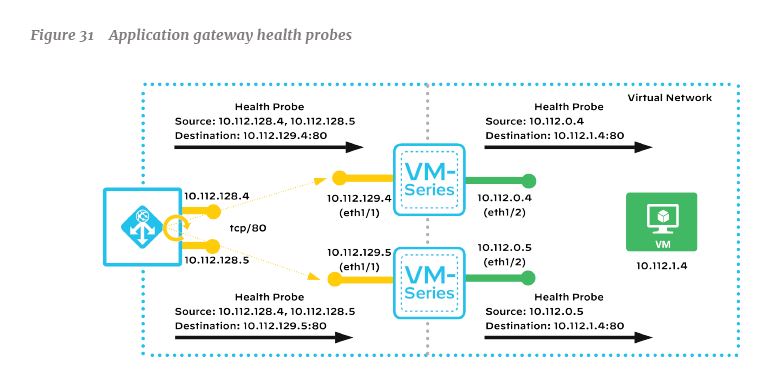 Figure 31 Application gateway health probes
Virtual Network
Health Probe
Source: 10.112.128.4, 10.112.128.5
Destination: 10.112.129.4:80
Health Probe
Source: 10.112.0.4
Destination: 10.112.1.4:80
VM-
Series
10.112.128.4
10.112.129.4
(eth1/1)
10.112.0.4
(eth1/2)
tcp/80
10.112.128.5
10.112.129.5
(eth1/1)
VM-
Series
10.112.0.5
(eth1/2)
VM
10.112.1.4
Health Probe
Source: 10.112.128.4, 10.112.128.5
Destination: 10.112.129.5:80
Health Probe
Source: 10.112.0.5
Destination: 10.112.1.4:80